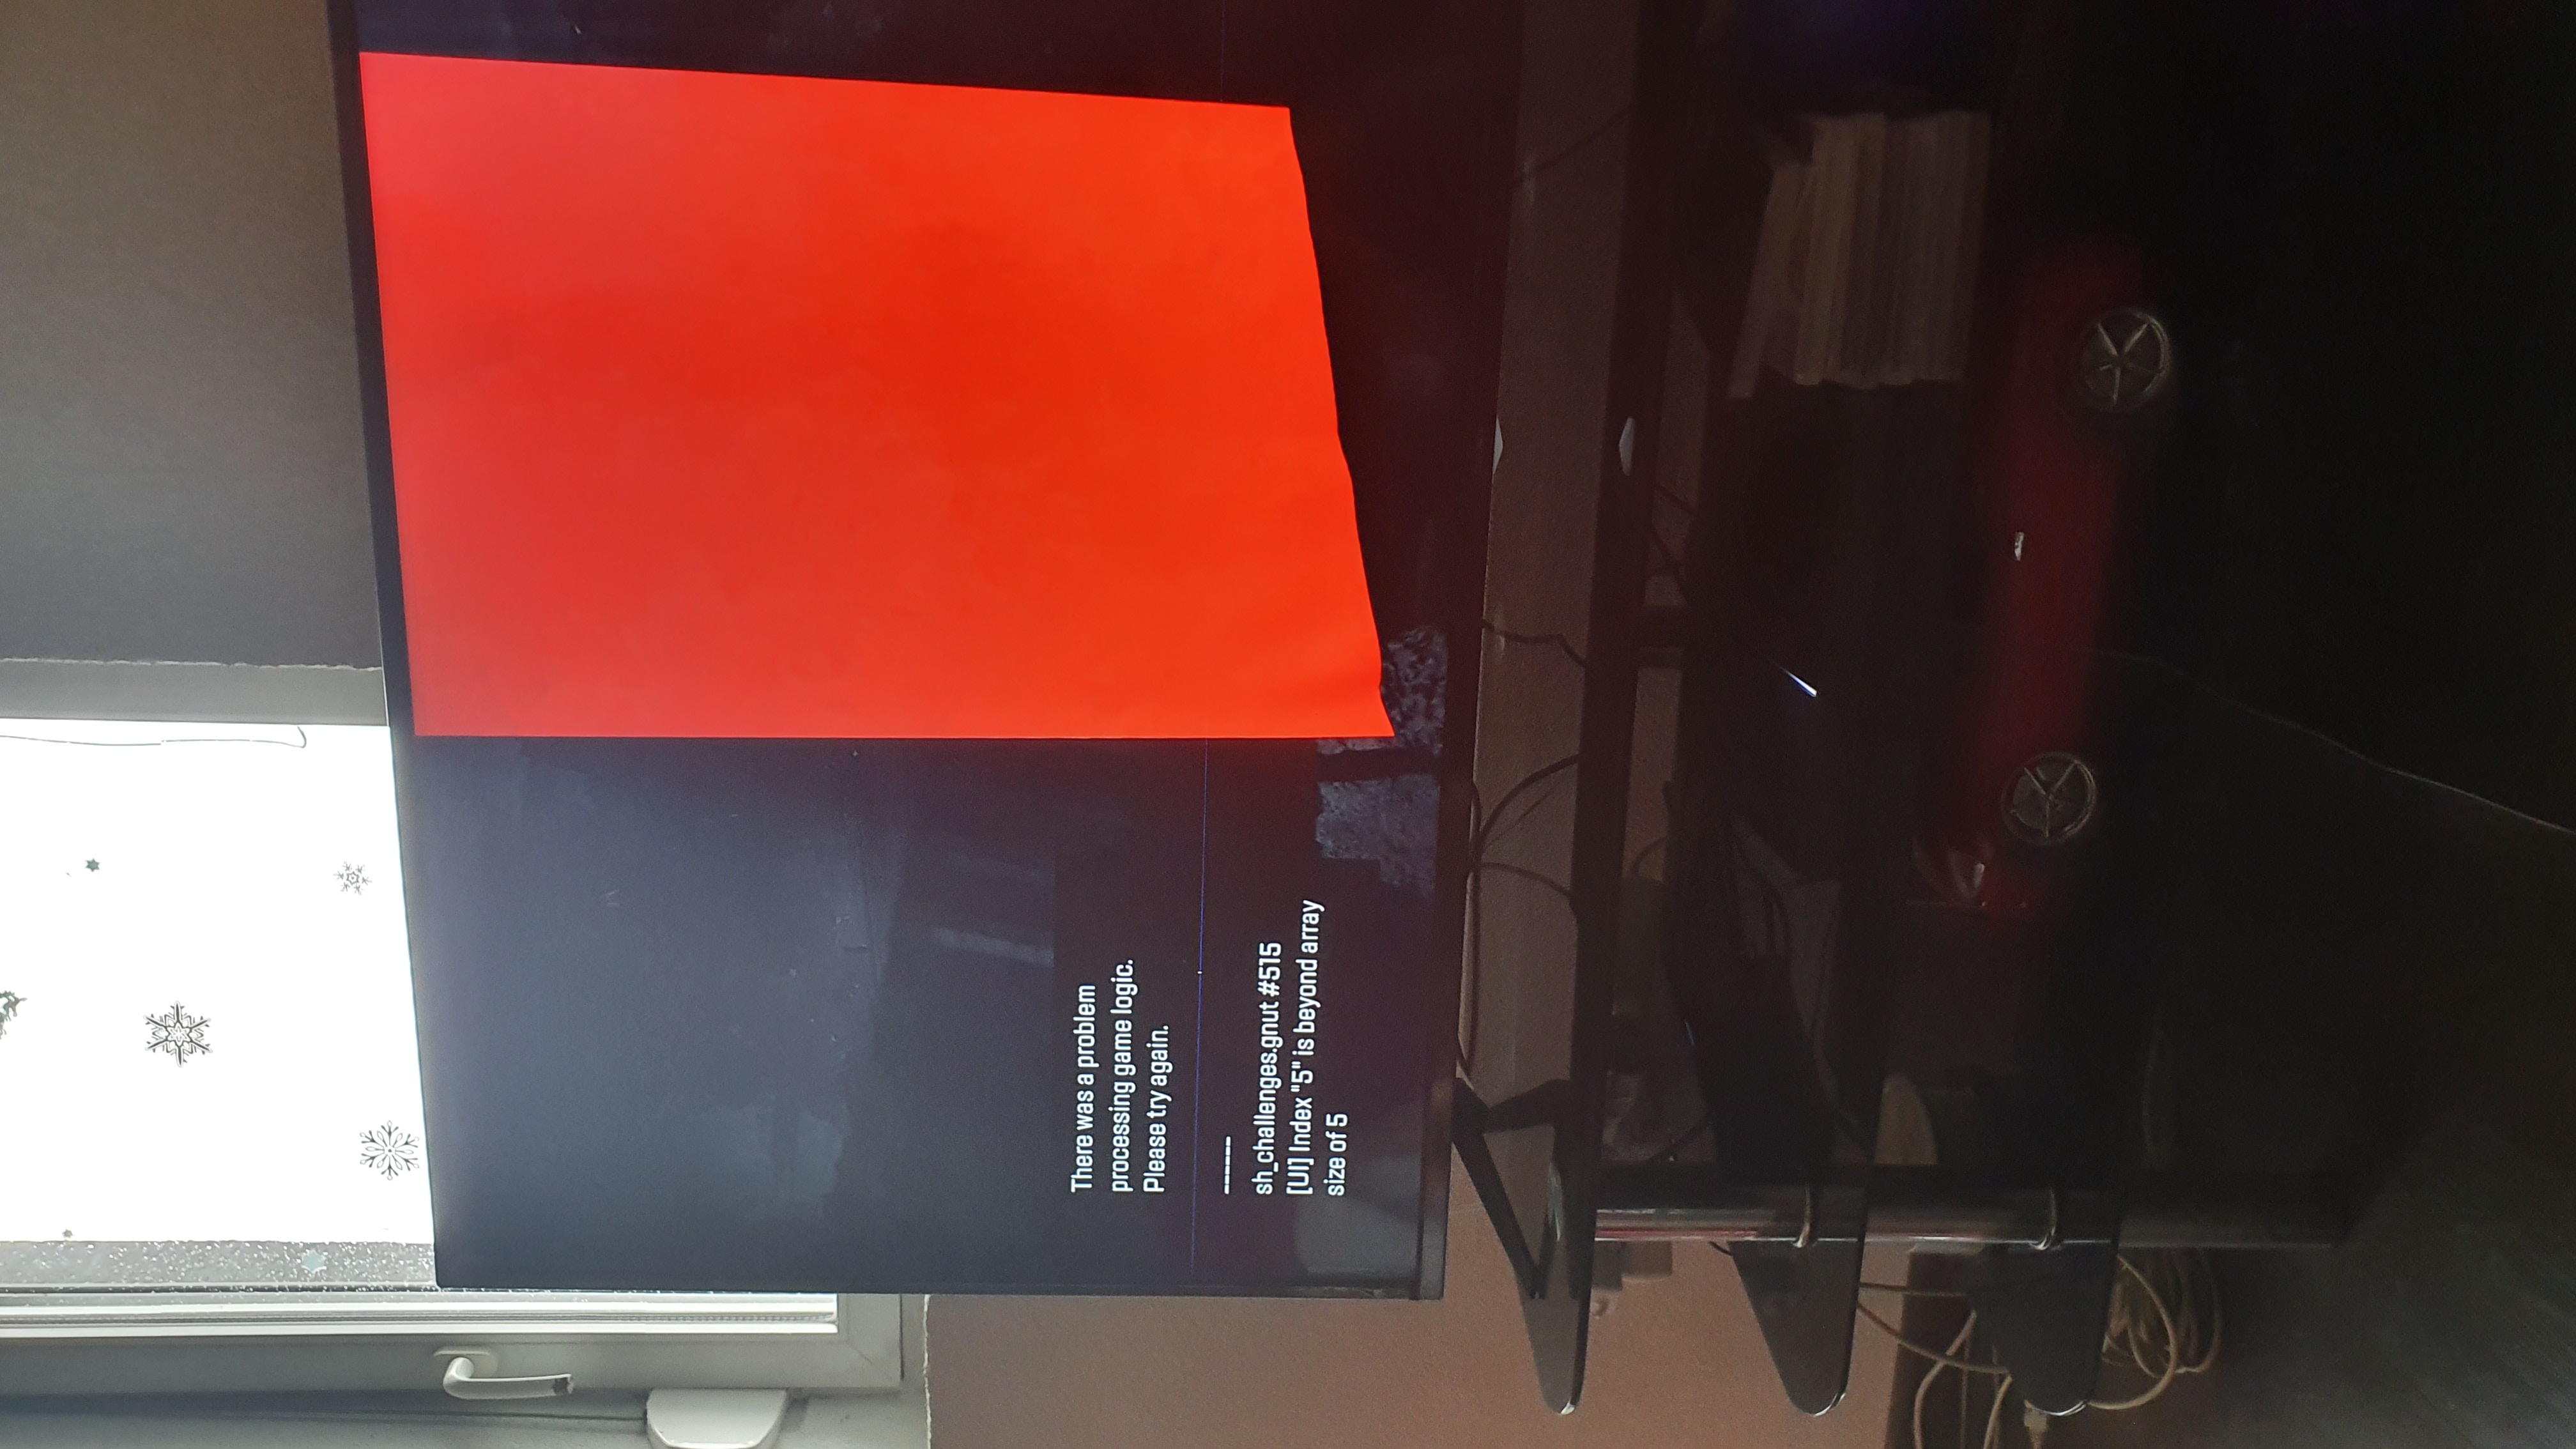 There was a problem
processing game logic.
Please try again.
------
sh_challenges.gnut #515
[UI] Index "5" is beyond array
size of 5